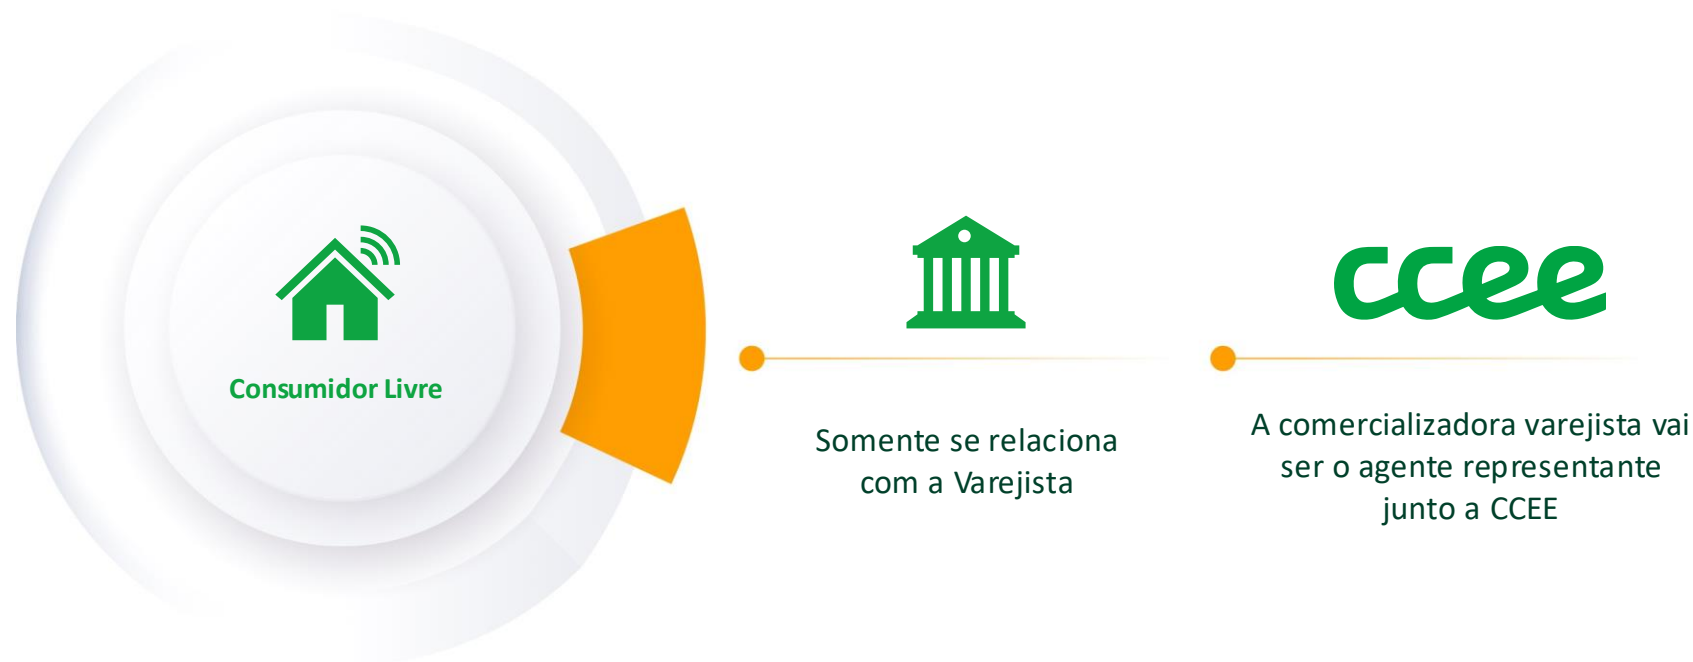 Consumidor Livre
Somente se relaciona
com a Varejista
ccee
A comercializadora varejista vai
ser o agente representante
junto a CCEE